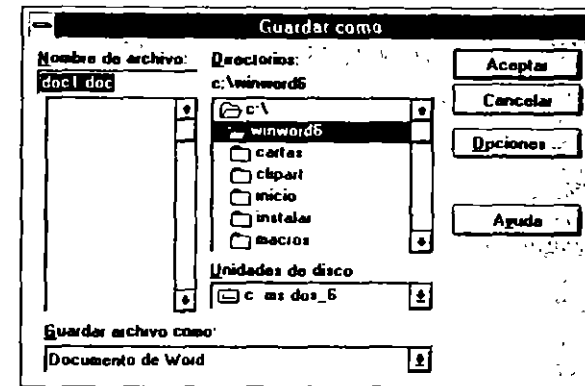 Guardar como
Nombre de archivo:
doc1.doc
Directorios:
c:\winword6
c:\
winword6
cartas
clipart
inicio
instalar
macros
Unidades de disco
c: ms-dos_6
Guardar archivo como:
Documento de Word
Aceptar
Cancelar
Opciones...
Ayuda